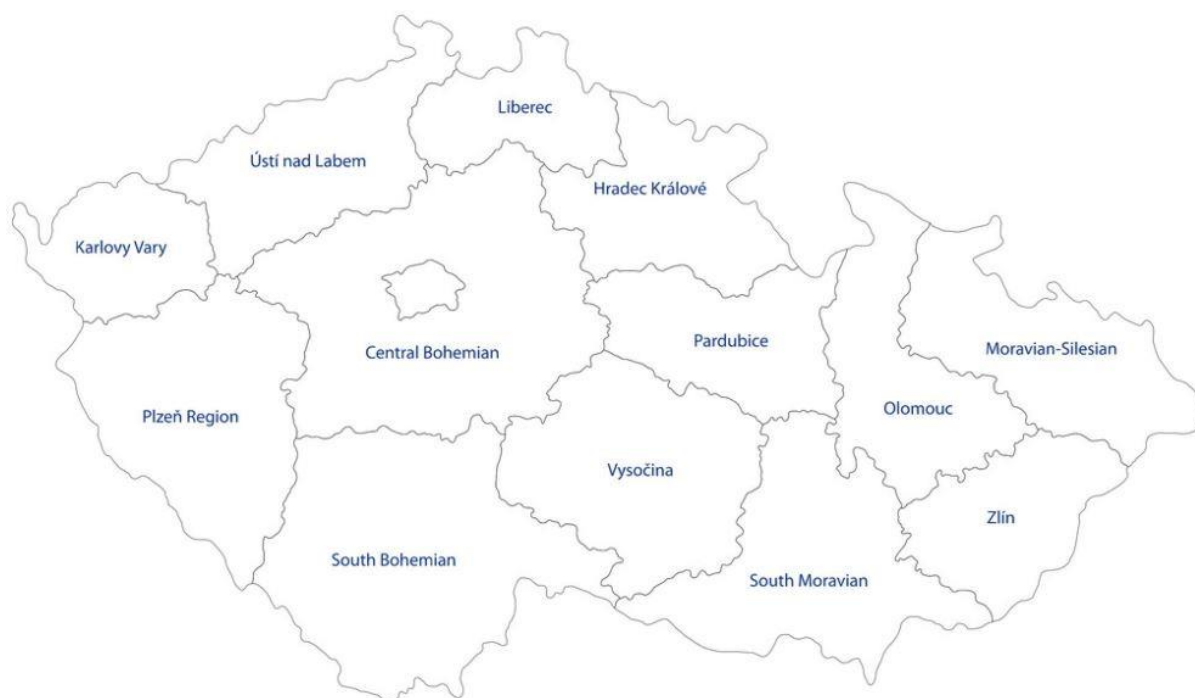 Liberec
Ústí nad Labem
Hradec Králové
Karlovy Vary
Central Bohemian
Pardubice
Moravian-Silesian
Plzeň Region
Olomouc
Vysočina
Zlín
South Bohemian
South Moravian